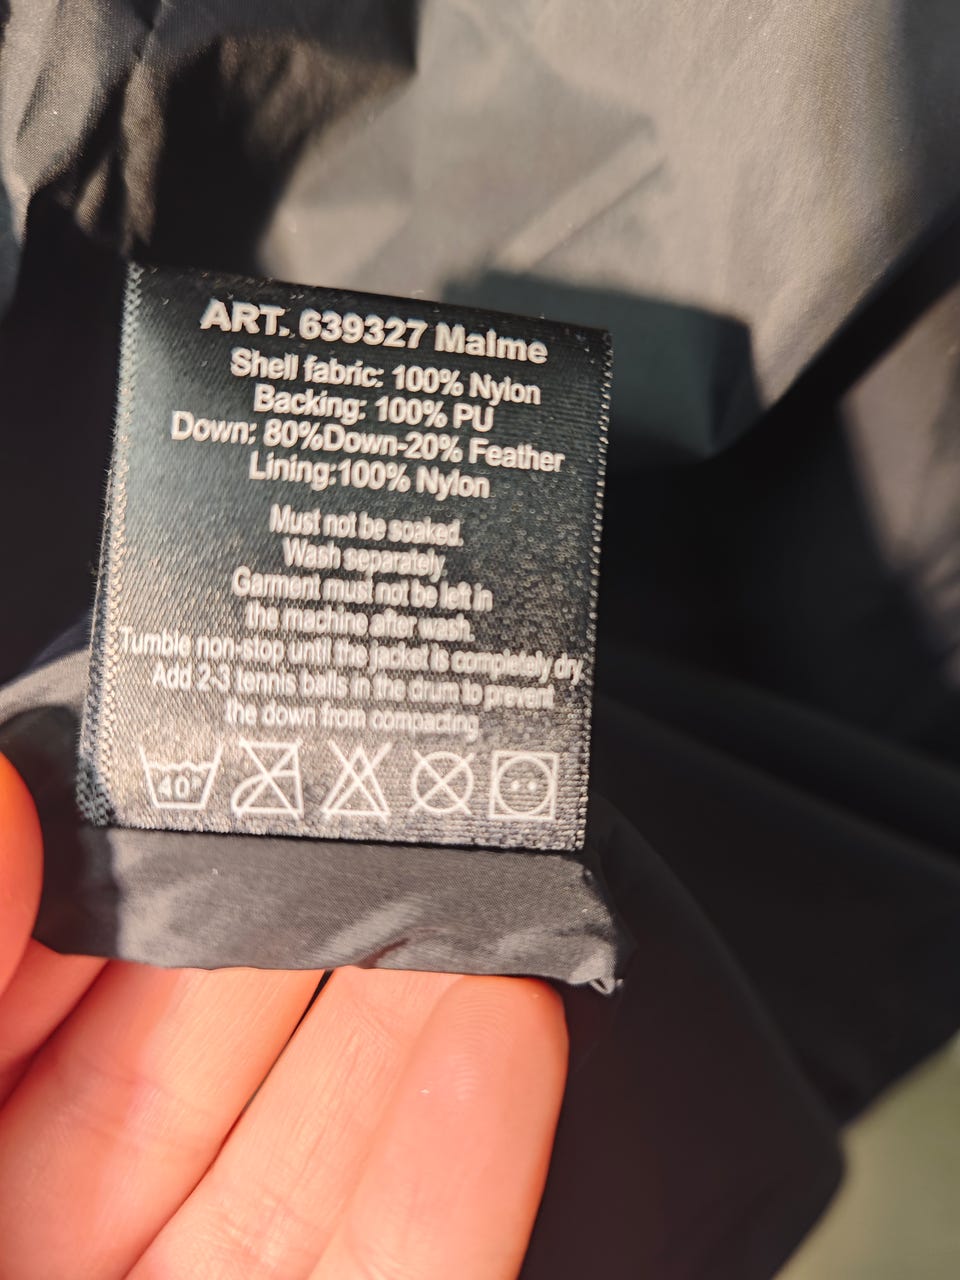 ART. 639327 Malme
Shell fabric: 100% Nylon
Backing: 100% PU
Down: 80%Down-20% Feather
Lining:100% Nylon
Must not be soaked.
Wash separately.
Garment must not be left in
the machine after wash.
Tumble non-stop until the jacket is completely dry.
Add 2-3 tennis balls in the drum to prevent
the down from compacting.
40°